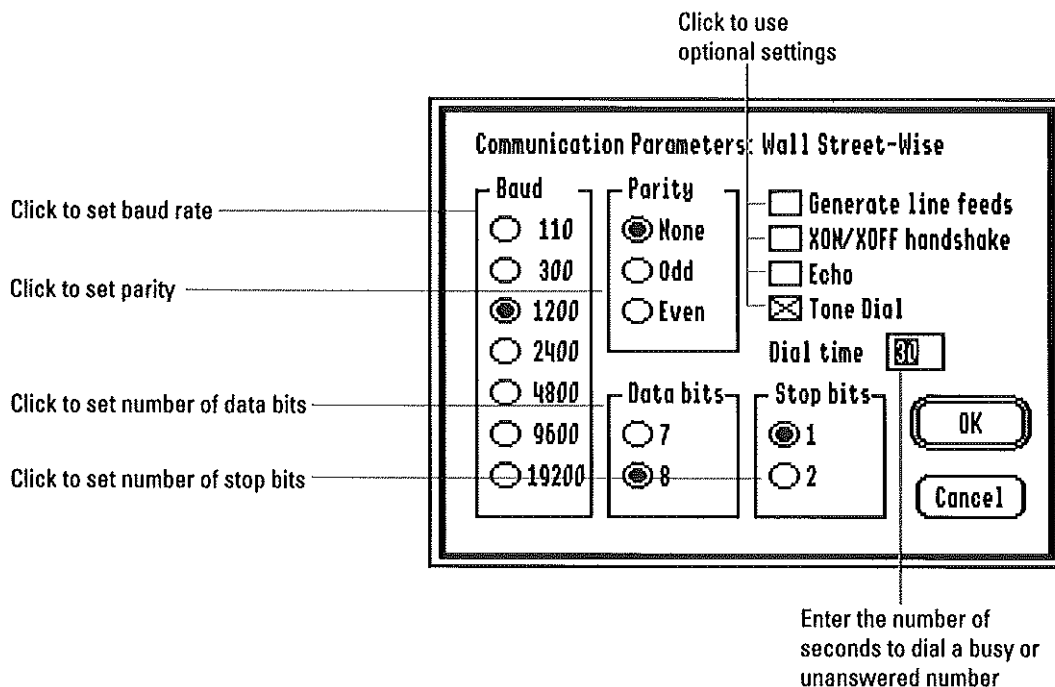 Click to use
optional settings
Communication Parameters: Wall Street-Wise
Click to set baud rate
Baud
110
300
1200
2400
4800
9600
19200
Click to set parity
Parity
None
Odd
Even
Generate line feeds
XON/XOFF handshake
Echo
Tone Dial
Dial time 30
Click to set number of data bits
Data bits
7
8
Click to set number of stop bits
Stop bits
1
2
OK
Cancel
Enter the number of
seconds to dial a busy or
unanswered number